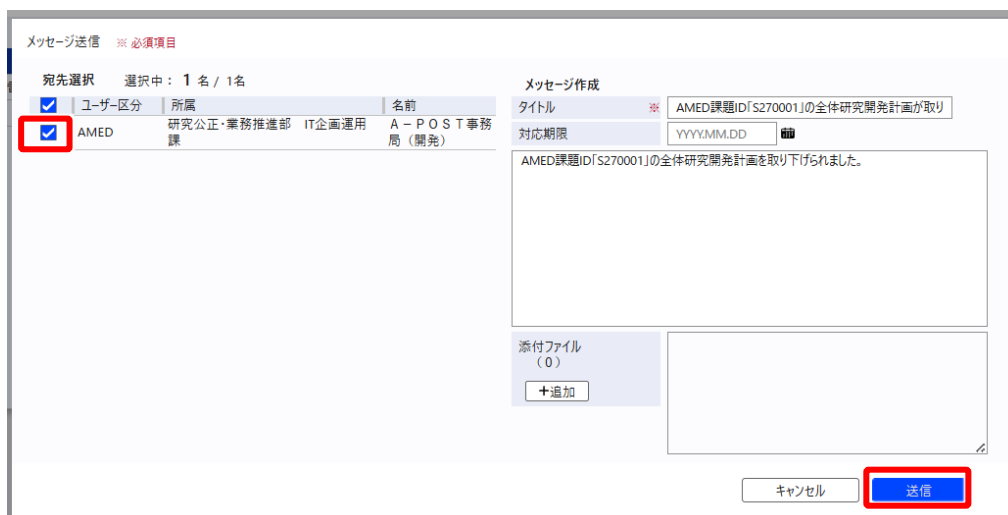 メッセージ送信 ※ 必須項目
宛先選択 選択中： 1 名 / 1名
ユーザー区分 所属 名前
AMED 研究公正・業務推進部 IT企画運用課 Ａ－ＰＯＳＴ事務局（開発）
メッセージ作成
タイトル ※ AMED課題ID「S270001」の全体研究開発計画が取り
対応期限 YYYY.MM.DD
AMED課題ID「S270001」の全体研究開発計画を取り下げられました。
添付ファイル
（0）
+追加
キャンセル 送信